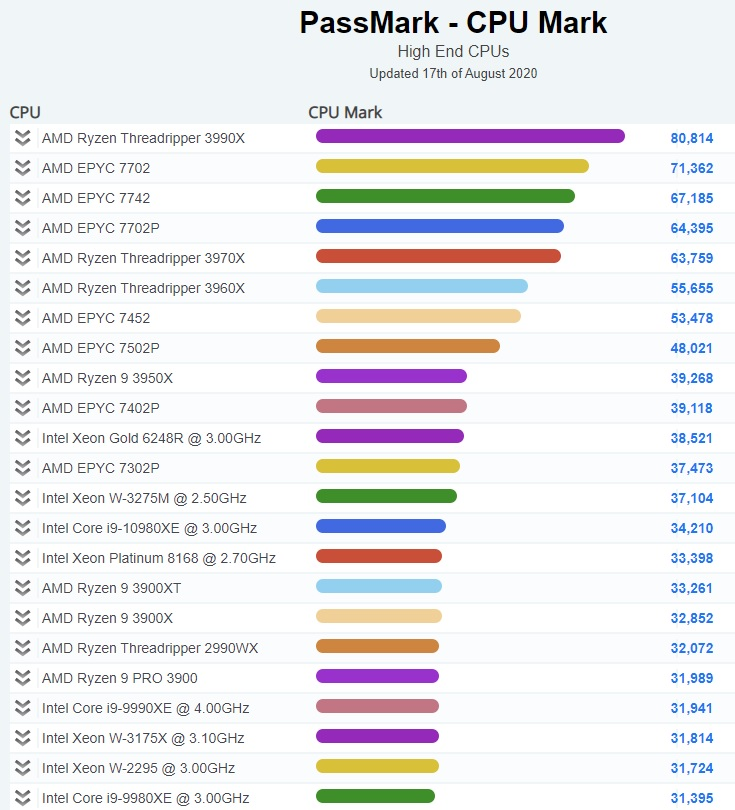 PassMark - CPU Mark
High End CPUs
Updated 17th of August 2020
CPU CPU Mark
AMD Ryzen Threadripper 3990X 80,814
AMD EPYC 7702 71,362
AMD EPYC 7742 67,185
AMD EPYC 7702P 64,395
AMD Ryzen Threadripper 3970X 63,759
AMD Ryzen Threadripper 3960X 55,655
AMD EPYC 7452 53,478
AMD EPYC 7502P 48,021
AMD Ryzen 9 3950X 39,268
AMD EPYC 7402P 39,118
Intel Xeon Gold 6248R @ 3.00GHz 38,521
AMD EPYC 7302P 37,473
Intel Xeon W-3275M @ 2.50GHz 37,104
Intel Core i9-10980XE @ 3.00GHz 34,210
Intel Xeon Platinum 8168 @ 2.70GHz 33,398
AMD Ryzen 9 3900XT 33,261
AMD Ryzen 9 3900X 32,852
AMD Ryzen Threadripper 2990WX 32,072
AMD Ryzen 9 PRO 3900 31,989
Intel Core i9-9990XE @ 4.00GHz 31,941
Intel Xeon W-3175X @ 3.10GHz 31,814
Intel Xeon W-2295 @ 3.00GHz 31,724
Intel Core i9-9980XE @ 3.00GHz 31,395